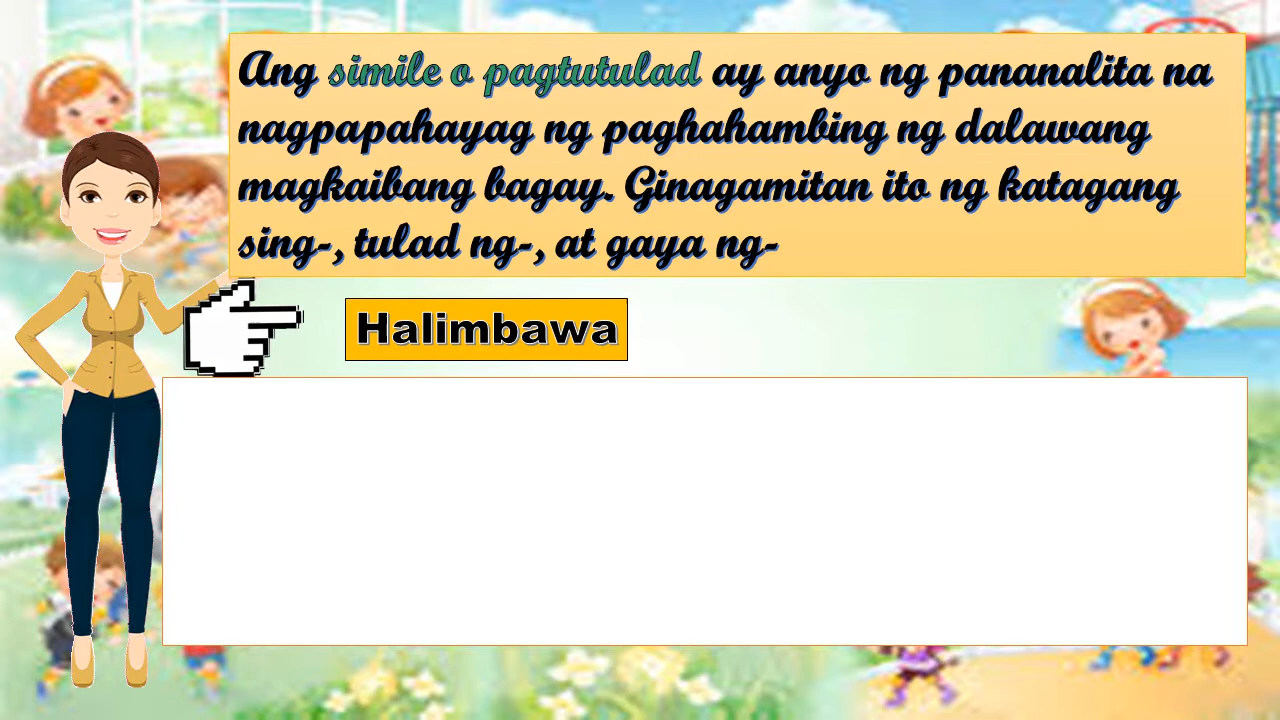 Ang simile o pagtutulad ay anyo ng pananalita na
nagpapahayag ng paghahambing ng dalawang
magkaibang bagay. Ginagamitan ito ng katagang
sing-, tulad ng-, at gaya ng-
Halimbawa